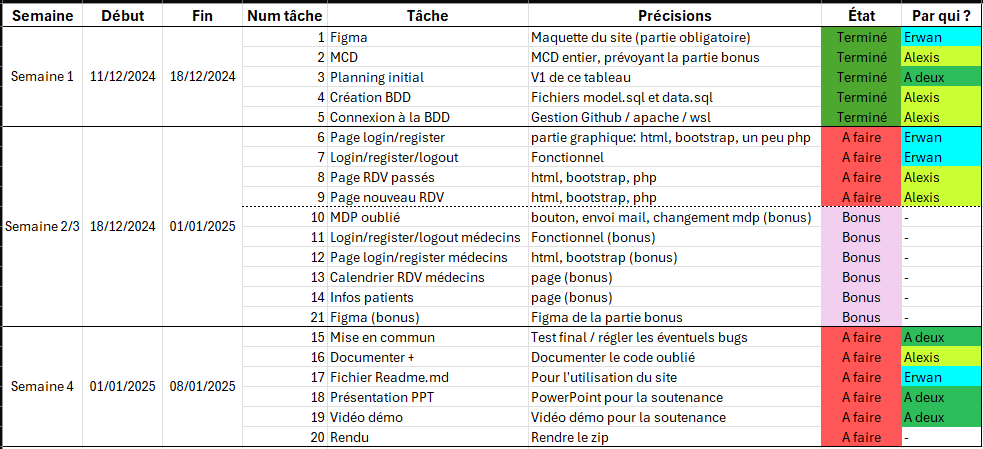 Semaine Début Fin Num tâche Tâche Précisions État Par qui ?
1 Figma Maquette du site (partie obligatoire) Terminé Erwan
2 MCD MCD entier, prévoyant la partie bonus Terminé Alexis
Semaine 1 11/12/2024 18/12/2024 3 Planning initial V1 de ce tableau Terminé A deux
4 Création BDD Fichiers model.sql et data.sql Terminé Alexis
5 Connexion à la BDD Gestion Github / apache / wsl Terminé Alexis
6 Page login/register partie graphique: html, bootstrap, un peu php A faire Erwan
7 Login/register/logout Fonctionnel A faire Erwan
8 Page RDV passés html, bootstrap, php A faire Alexis
9 Page nouveau RDV html, bootstrap, php A faire Alexis
10 MDP oublié bouton, envoi mail, changement mdp (bonus) Bonus -
Semaine 2/3 18/12/2024 01/01/2025
11 Login/register/logout médecins Fonctionnel (bonus) Bonus -
12 Page login/register médecins html, bootstrap (bonus) Bonus -
13 Calendrier RDV médecins page (bonus) Bonus -
14 Infos patients page (bonus) Bonus -
21 Figma (bonus) Figma de la partie bonus Bonus -
15 Mise en commun Test final / régler les éventuels bugs A faire A deux
16 Documenter + Documenter le code oublié A faire Alexis
17 Fichier Readme.md Pour l'utilisation du site A faire Erwan
Semaine 4 01/01/2025 08/01/2025
18 Présentation PPT PowerPoint pour la soutenance A faire A deux
19 Vidéo démo Vidéo démo pour la soutenance A faire A deux
20 Rendu Rendre le zip A faire -